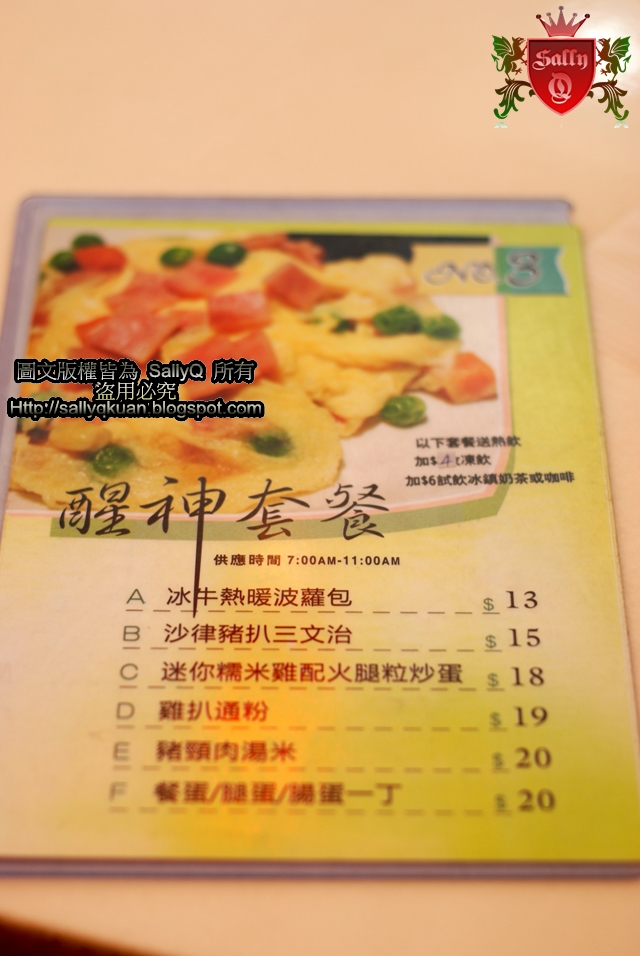 Sally
Q
No.3
圖文版權皆為 SallyQ 所有
盜用必究
Http://sallyqkuan.blogspot.com
以下套餐送熱飲
加$4t凍飲
加$6試飲冰鎮奶茶或咖啡
醒神套餐
供應時間 7:00AM-11:00AM
A 冰牛熱暖波蘿包 $13
B 沙律豬扒三文治 $15
C 迷你糯米雞配火腿粒炒蛋 $18
D 雞扒通粉 $19
E 豬頸肉湯米 $20
F 餐蛋/腿蛋/腸蛋一丁 $20